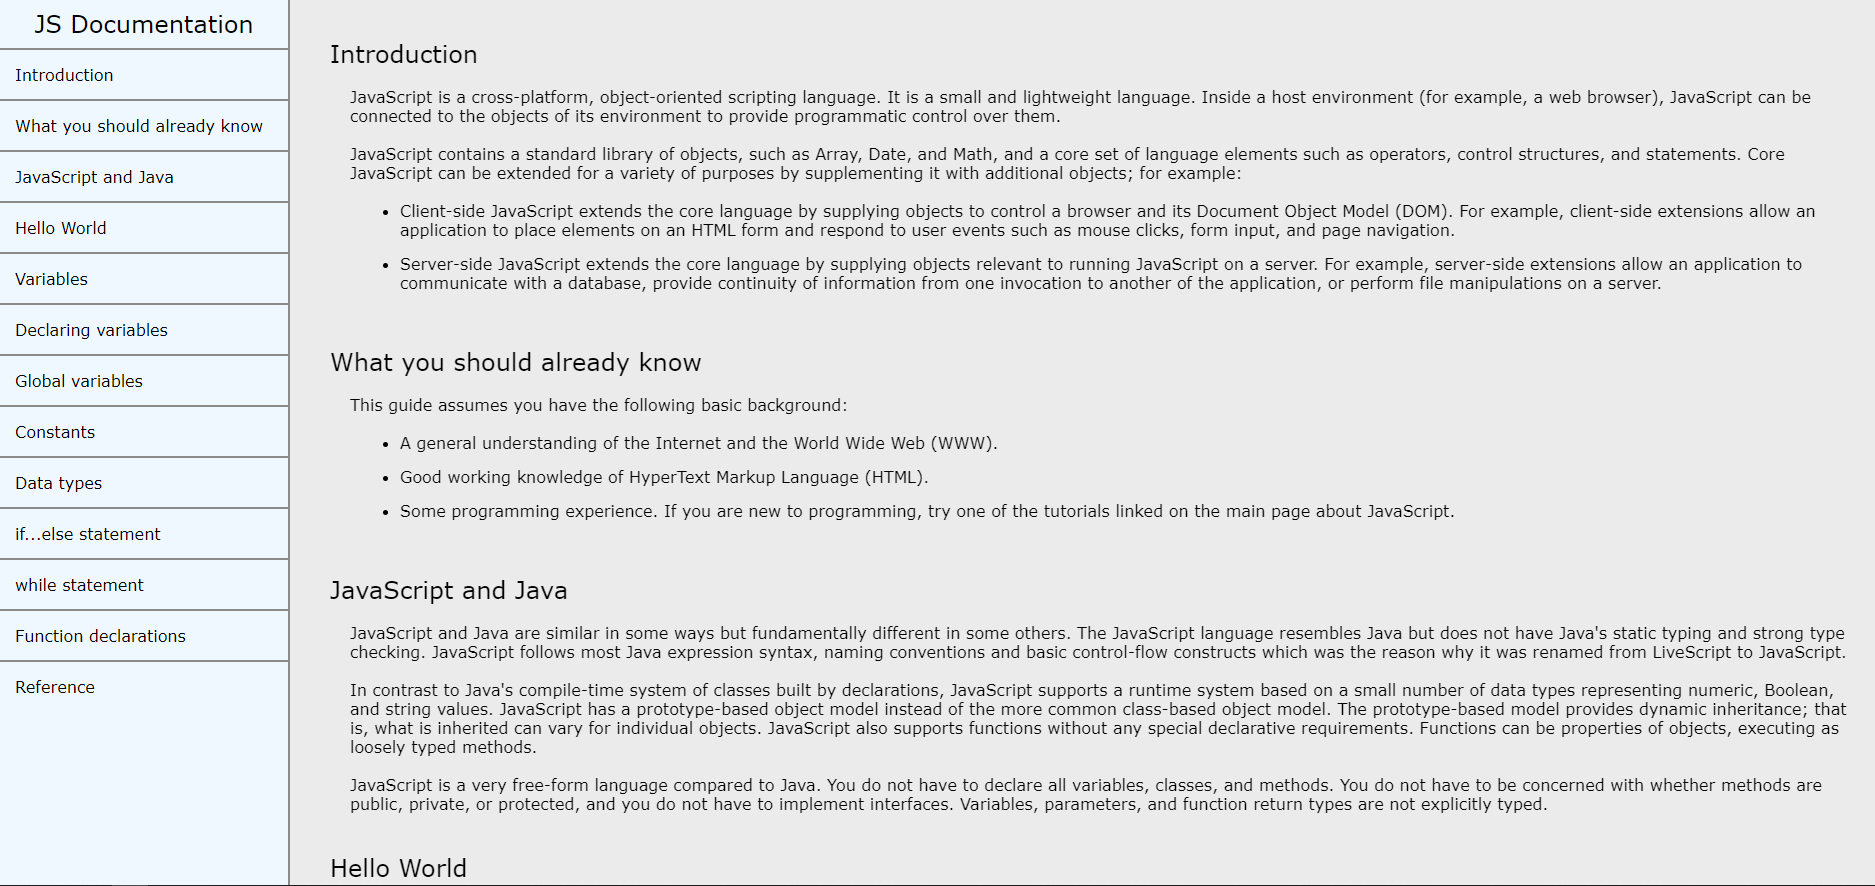 JS Documentation
Introduction
What you should already know
JavaScript and Java
Hello World
Variables
Declaring variables
Global variables
Constants
Data types
if...else statement
while statement
Function declarations
Reference
Introduction
JavaScript is a cross-platform, object-oriented scripting language. It is a small and lightweight language. Inside a host environment (for example, a web browser), JavaScript can be
connected to the objects of its environment to provide programmatic control over them.
JavaScript contains a standard library of objects, such as Array, Date, and Math, and a core set of language elements such as operators, control structures, and statements. Core
JavaScript can be extended for a variety of purposes by supplementing it with additional objects; for example:
• Client-side JavaScript extends the core language by supplying objects to control a browser and its Document Object Model (DOM). For example, client-side extensions allow an
application to place elements on an HTML form and respond to user events such as mouse clicks, form input, and page navigation.
• Server-side JavaScript extends the core language by supplying objects relevant to running JavaScript on a server. For example, server-side extensions allow an application to
communicate with a database, provide continuity of information from one invocation to another of the application, or perform file manipulations on a server.
What you should already know
This guide assumes you have the following basic background:
• A general understanding of the Internet and the World Wide Web (WWW).
• Good working knowledge of HyperText Markup Language (HTML).
• Some programming experience. If you are new to programming, try one of the tutorials linked on the main page about JavaScript.
JavaScript and Java
JavaScript and Java are similar in some ways but fundamentally different in some others. The JavaScript language resembles Java but does not have Java's static typing and strong type
checking. JavaScript follows most Java expression syntax, naming conventions and basic control-flow constructs which was the reason why it was renamed from LiveScript to JavaScript.
In contrast to Java's compile-time system of classes built by declarations, JavaScript supports a runtime system based on a small number of data types representing numeric, Boolean,
and string values. JavaScript has a prototype-based object model instead of the more common class-based object model. The prototype-based model provides dynamic inheritance; that
is, what is inherited can vary for individual objects. JavaScript also supports functions without any special declarative requirements. Functions can be properties of objects, executing as
loosely typed methods.
JavaScript is a very free-form language compared to Java. You do not have to declare all variables, classes, and methods. You do not have to be concerned with whether methods are
public, private, or protected, and you do not have to implement interfaces. Variables, parameters, and function return types are not explicitly typed.
Hello World